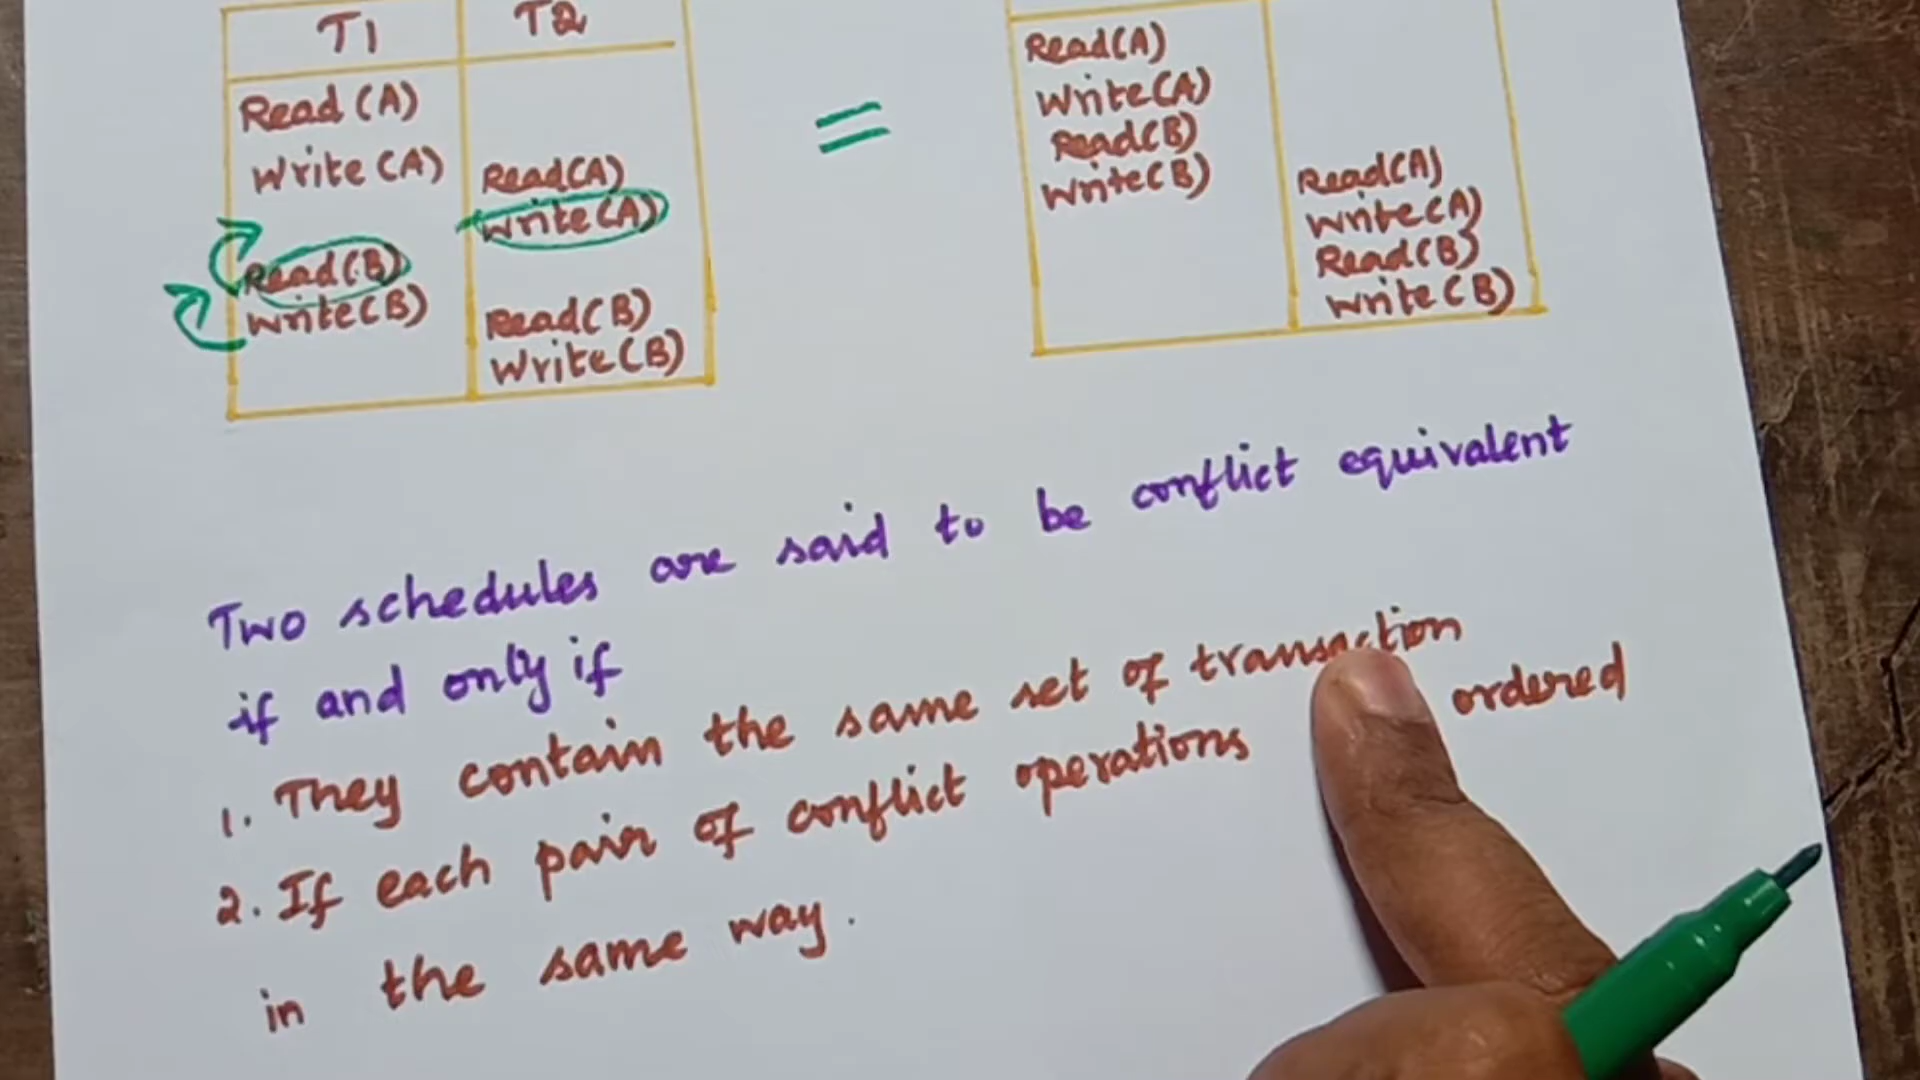 T1 T2
Read(A)
Write(A) Read(A)
Write(A)
Read(B)
Write(B) Read(B)
Write(B)
=
Read(A)
Write(A)
Read(B)
Write(B) Read(A)
Write(A)
Read(B)
Write(B)
Two schedules are said to be conflict equivalent
if and only if
1. They contain the same set of transaction
2. If each pair of conflict operations ordered
in the same way.